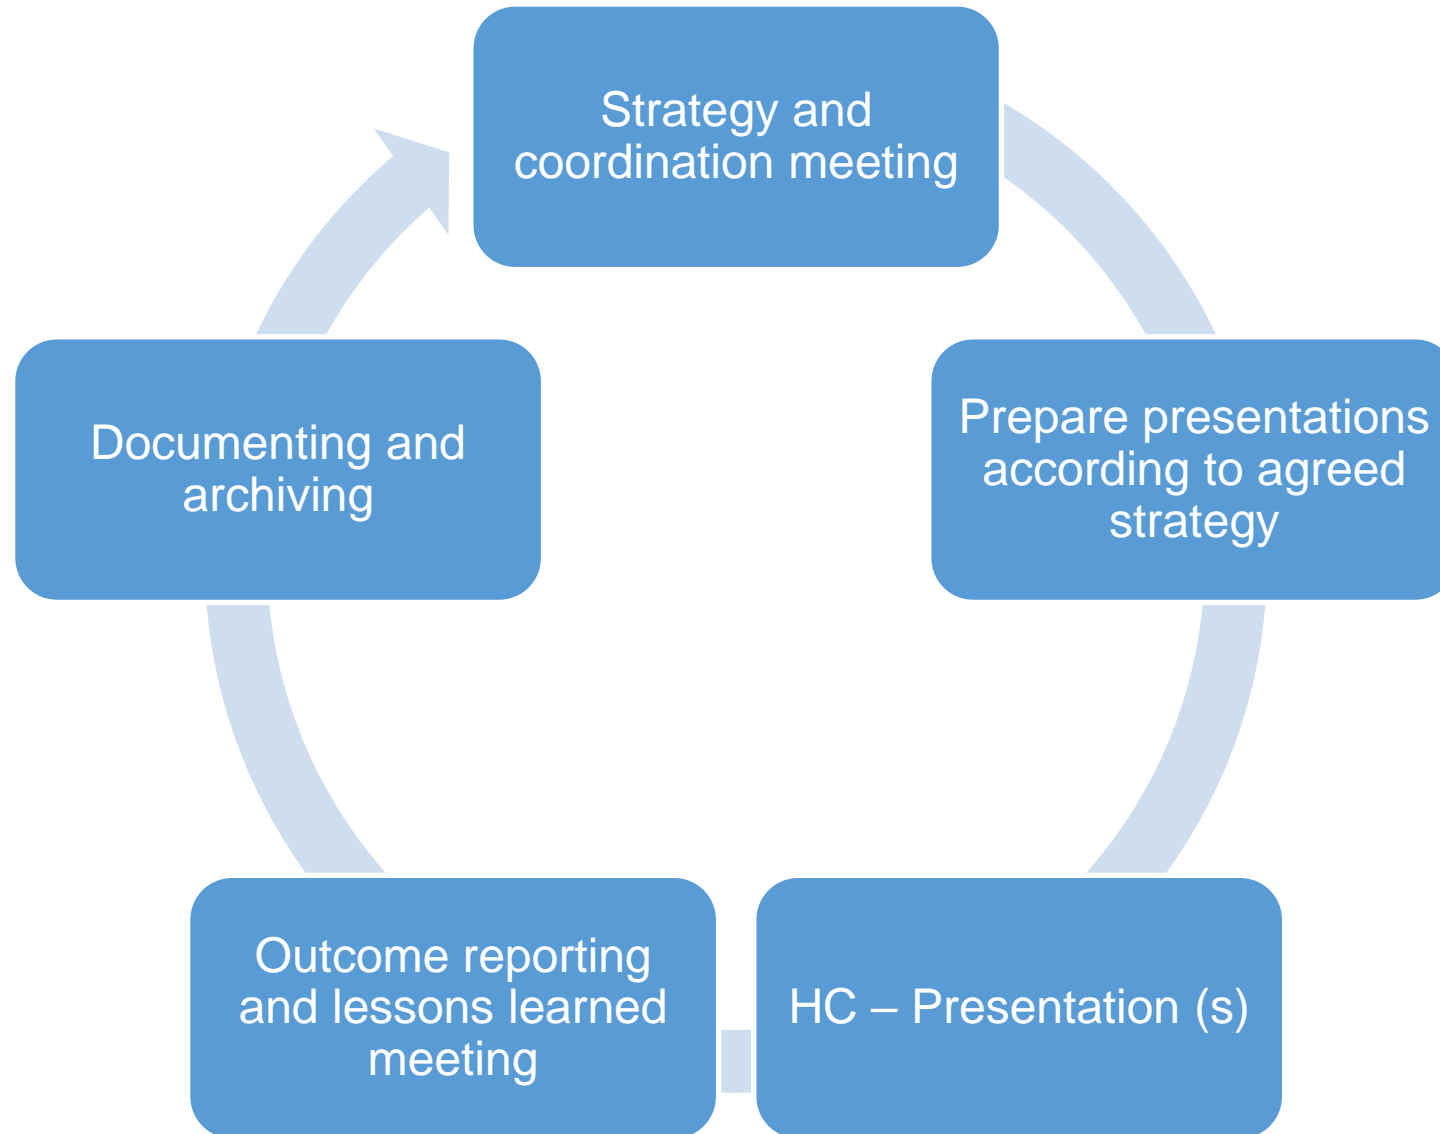 Strategy and
coordination meeting
Prepare presentations
according to agreed
strategy
HC – Presentation (s)
Outcome reporting
and lessons learned
meeting
Documenting and
archiving